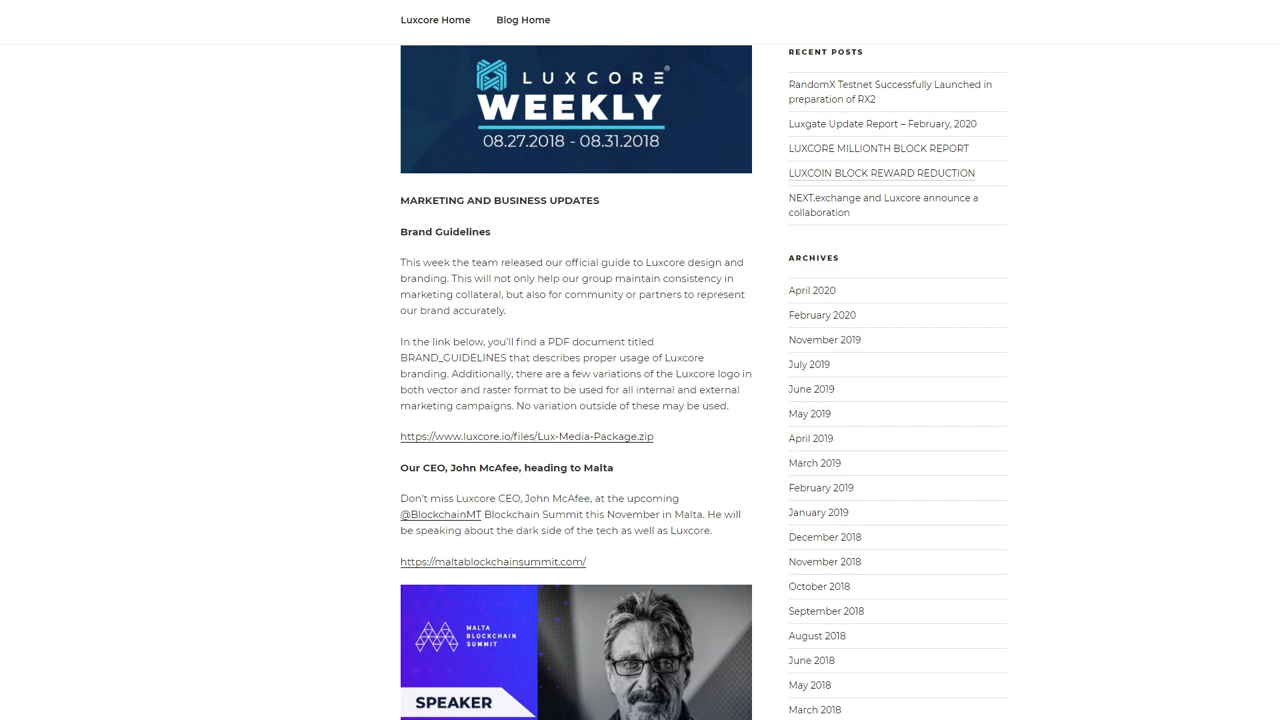 Luxcore Home Blog Home
LUXCORE®
WEEKLY
08.27.2018 - 08.31.2018
MARKETING AND BUSINESS UPDATES
Brand Guidelines
This week the team released our official guide to Luxcore design and
branding. This will not only help our group maintain consistency in
marketing collateral, but also for community or partners to represent
our brand accurately.
In the link below, you'll find a PDF document titled
BRAND_GUIDELINES that describes proper usage of Luxcore
branding. Additionally, there are a few variations of the Luxcore logo in
both vector and raster format to be used for all internal and external
marketing campaigns. No variation outside of these may be used.
https://www.luxcore.io/files/Lux-Media-Package.zip
Our CEO, John McAfee, heading to Malta
Don't miss Luxcore CEO, John McAfee, at the upcoming
@BlockchainMT Blockchain Summit this November in Malta. He will
be speaking about the dark side of the tech as well as Luxcore.
https://maltablockchainsummit.com/
MALTA
BLOCKCHAIN
SUMMIT
SPEAKER
RECENT POSTS
RandomX Testnet Successfully Launched in
preparation of RX2
Luxgate Update Report – February, 2020
LUXCORE MILLIONTH BLOCK REPORT
LUXCOIN BLOCK REWARD REDUCTION
NEXT.exchange and Luxcore announce a
collaboration
ARCHIVES
April 2020
February 2020
November 2019
July 2019
June 2019
May 2019
April 2019
March 2019
February 2019
January 2019
December 2018
November 2018
October 2018
September 2018
August 2018
June 2018
May 2018
March 2018